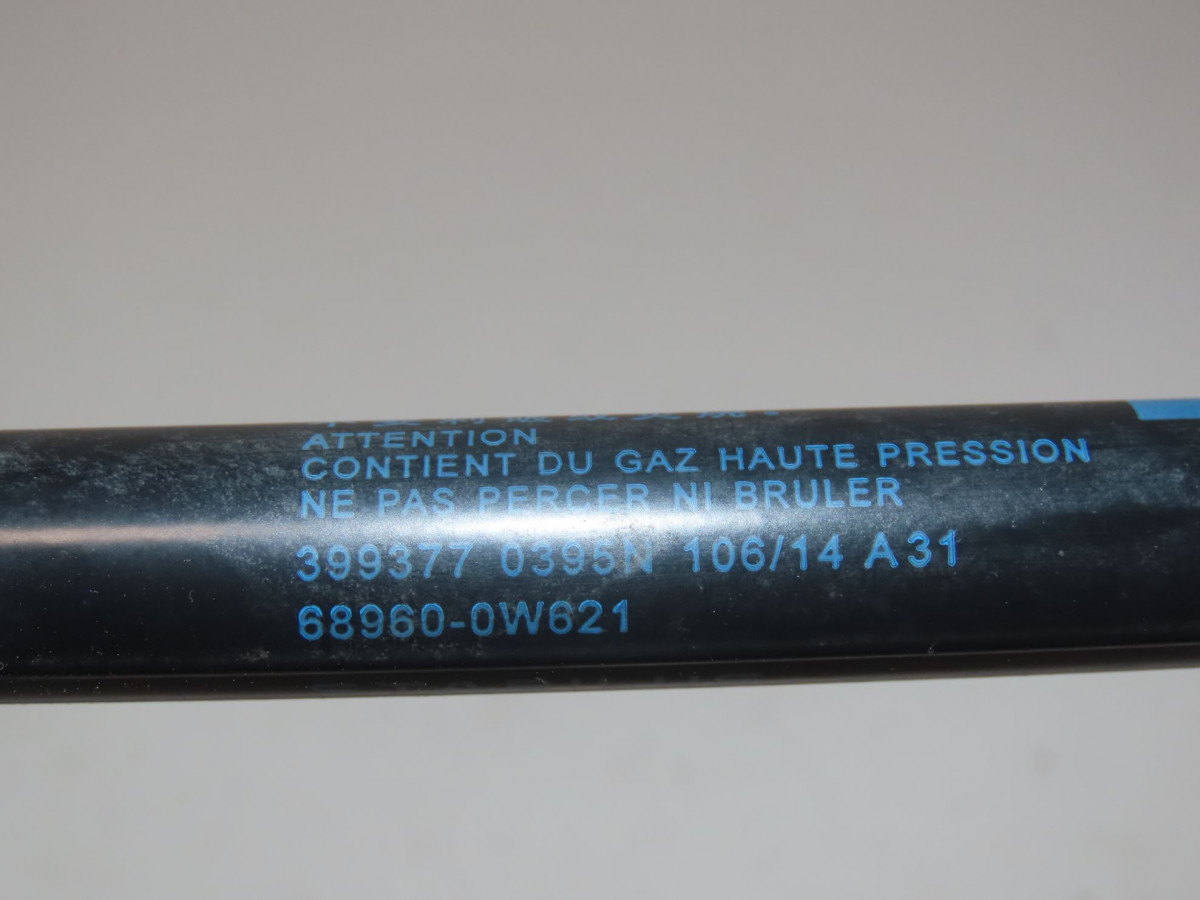 ATTENTION
CONTIENT DU GAZ HAUTE PRESSION
NE PAS PERCER NI BRULER
399377 0395N 106/14 A31
68960-0W621